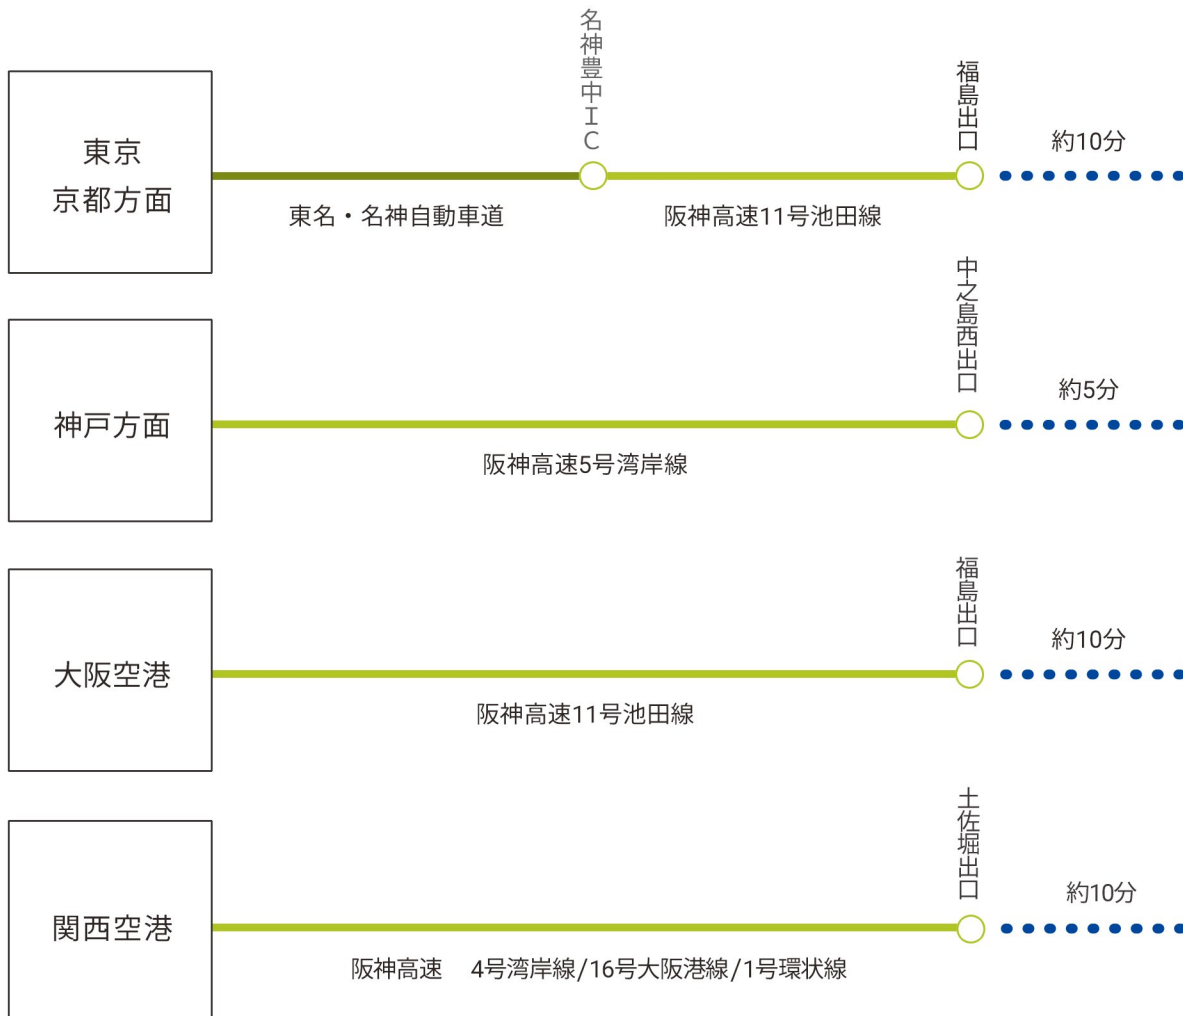 東京
京都方面
東名・名神自動車道
名神豊中IC
阪神高速11号池田線
福島出口
約10分
神戸方面
阪神高速5号湾岸線
中之島西出口
約5分
大阪空港
阪神高速11号池田線
福島出口
約10分
関西空港
阪神高速　4号湾岸線/16号大阪港線/1号環状線
土佐堀出口
約10分